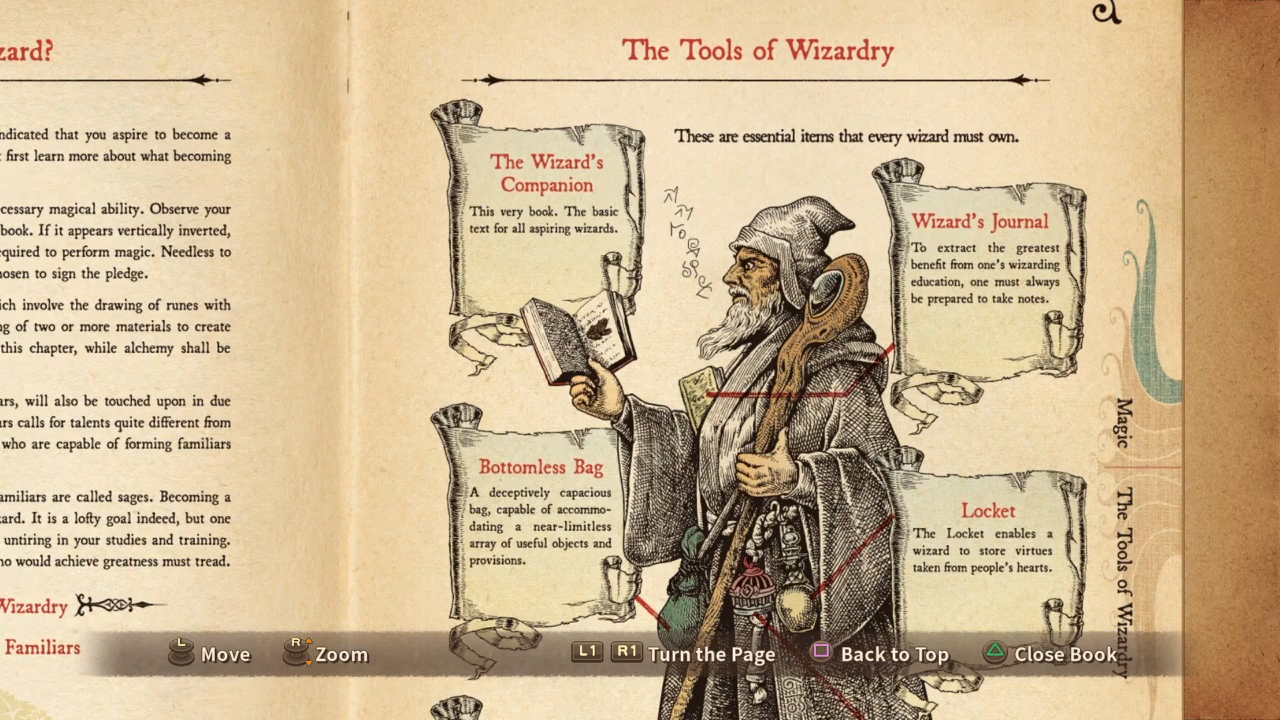 zard?
ndicated that you aspire to become a
t first learn more about what becoming
cessary magical ability. Observe your
book. If it appears vertically inverted,
equired to perform magic. Needless to
hosen to sign the pledge.
ich involve the drawing of runes with
ng of two or more materials to create
this chapter, while alchemy shall be
ars, will also be touched upon in due
ars calls for talents quite different from
who are capable of forming familiars
amiliars are called sages. Becoming a
zard. It is a lofty goal indeed, but one
untiring in your studies and training.
ho would achieve greatness must tread.
Wizardry
Familiars
The Tools of Wizardry
These are essential items that every wizard must own.
The Wizard's
Companion
This very book. The basic
text for all aspiring wizards.
Wizard's Journal
To extract the greatest
benefit from one's wizarding
education, one must always
be prepared to take notes.
Bottomless Bag
A deceptively capacious
bag, capable of accommo-
dating a near-limitless
array of useful objects and
provisions.
Locket
The Locket enables a
wizard to store virtues
taken from people's hearts.
Magic
The Tools of Wizardry
L Move
R Zoom
L1 R1 Turn the Page
Back to Top
Close Book